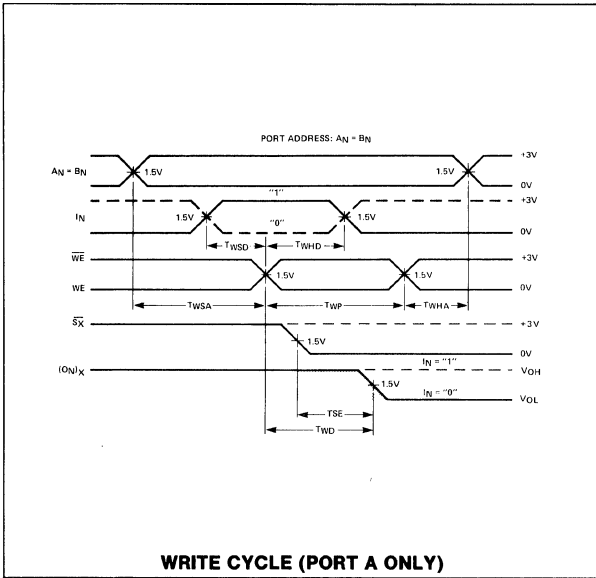 PORT ADDRESS: AN = BN
+3V
AN = BN
1.5V
1.5V
0V
"1"
+3V
IN
1.5V
"0"
1.5V
0V
TWSD
TWHD
WE
+3V
1.5V
1.5V
WE
0V
TWSA
TWP
TWHA
SX
+3V
1.5V
0V
IN = "1"
(ON)X
VOH
1.5V
IN = "0"
VOL
TSE
TWD
WRITE CYCLE (PORT A ONLY)